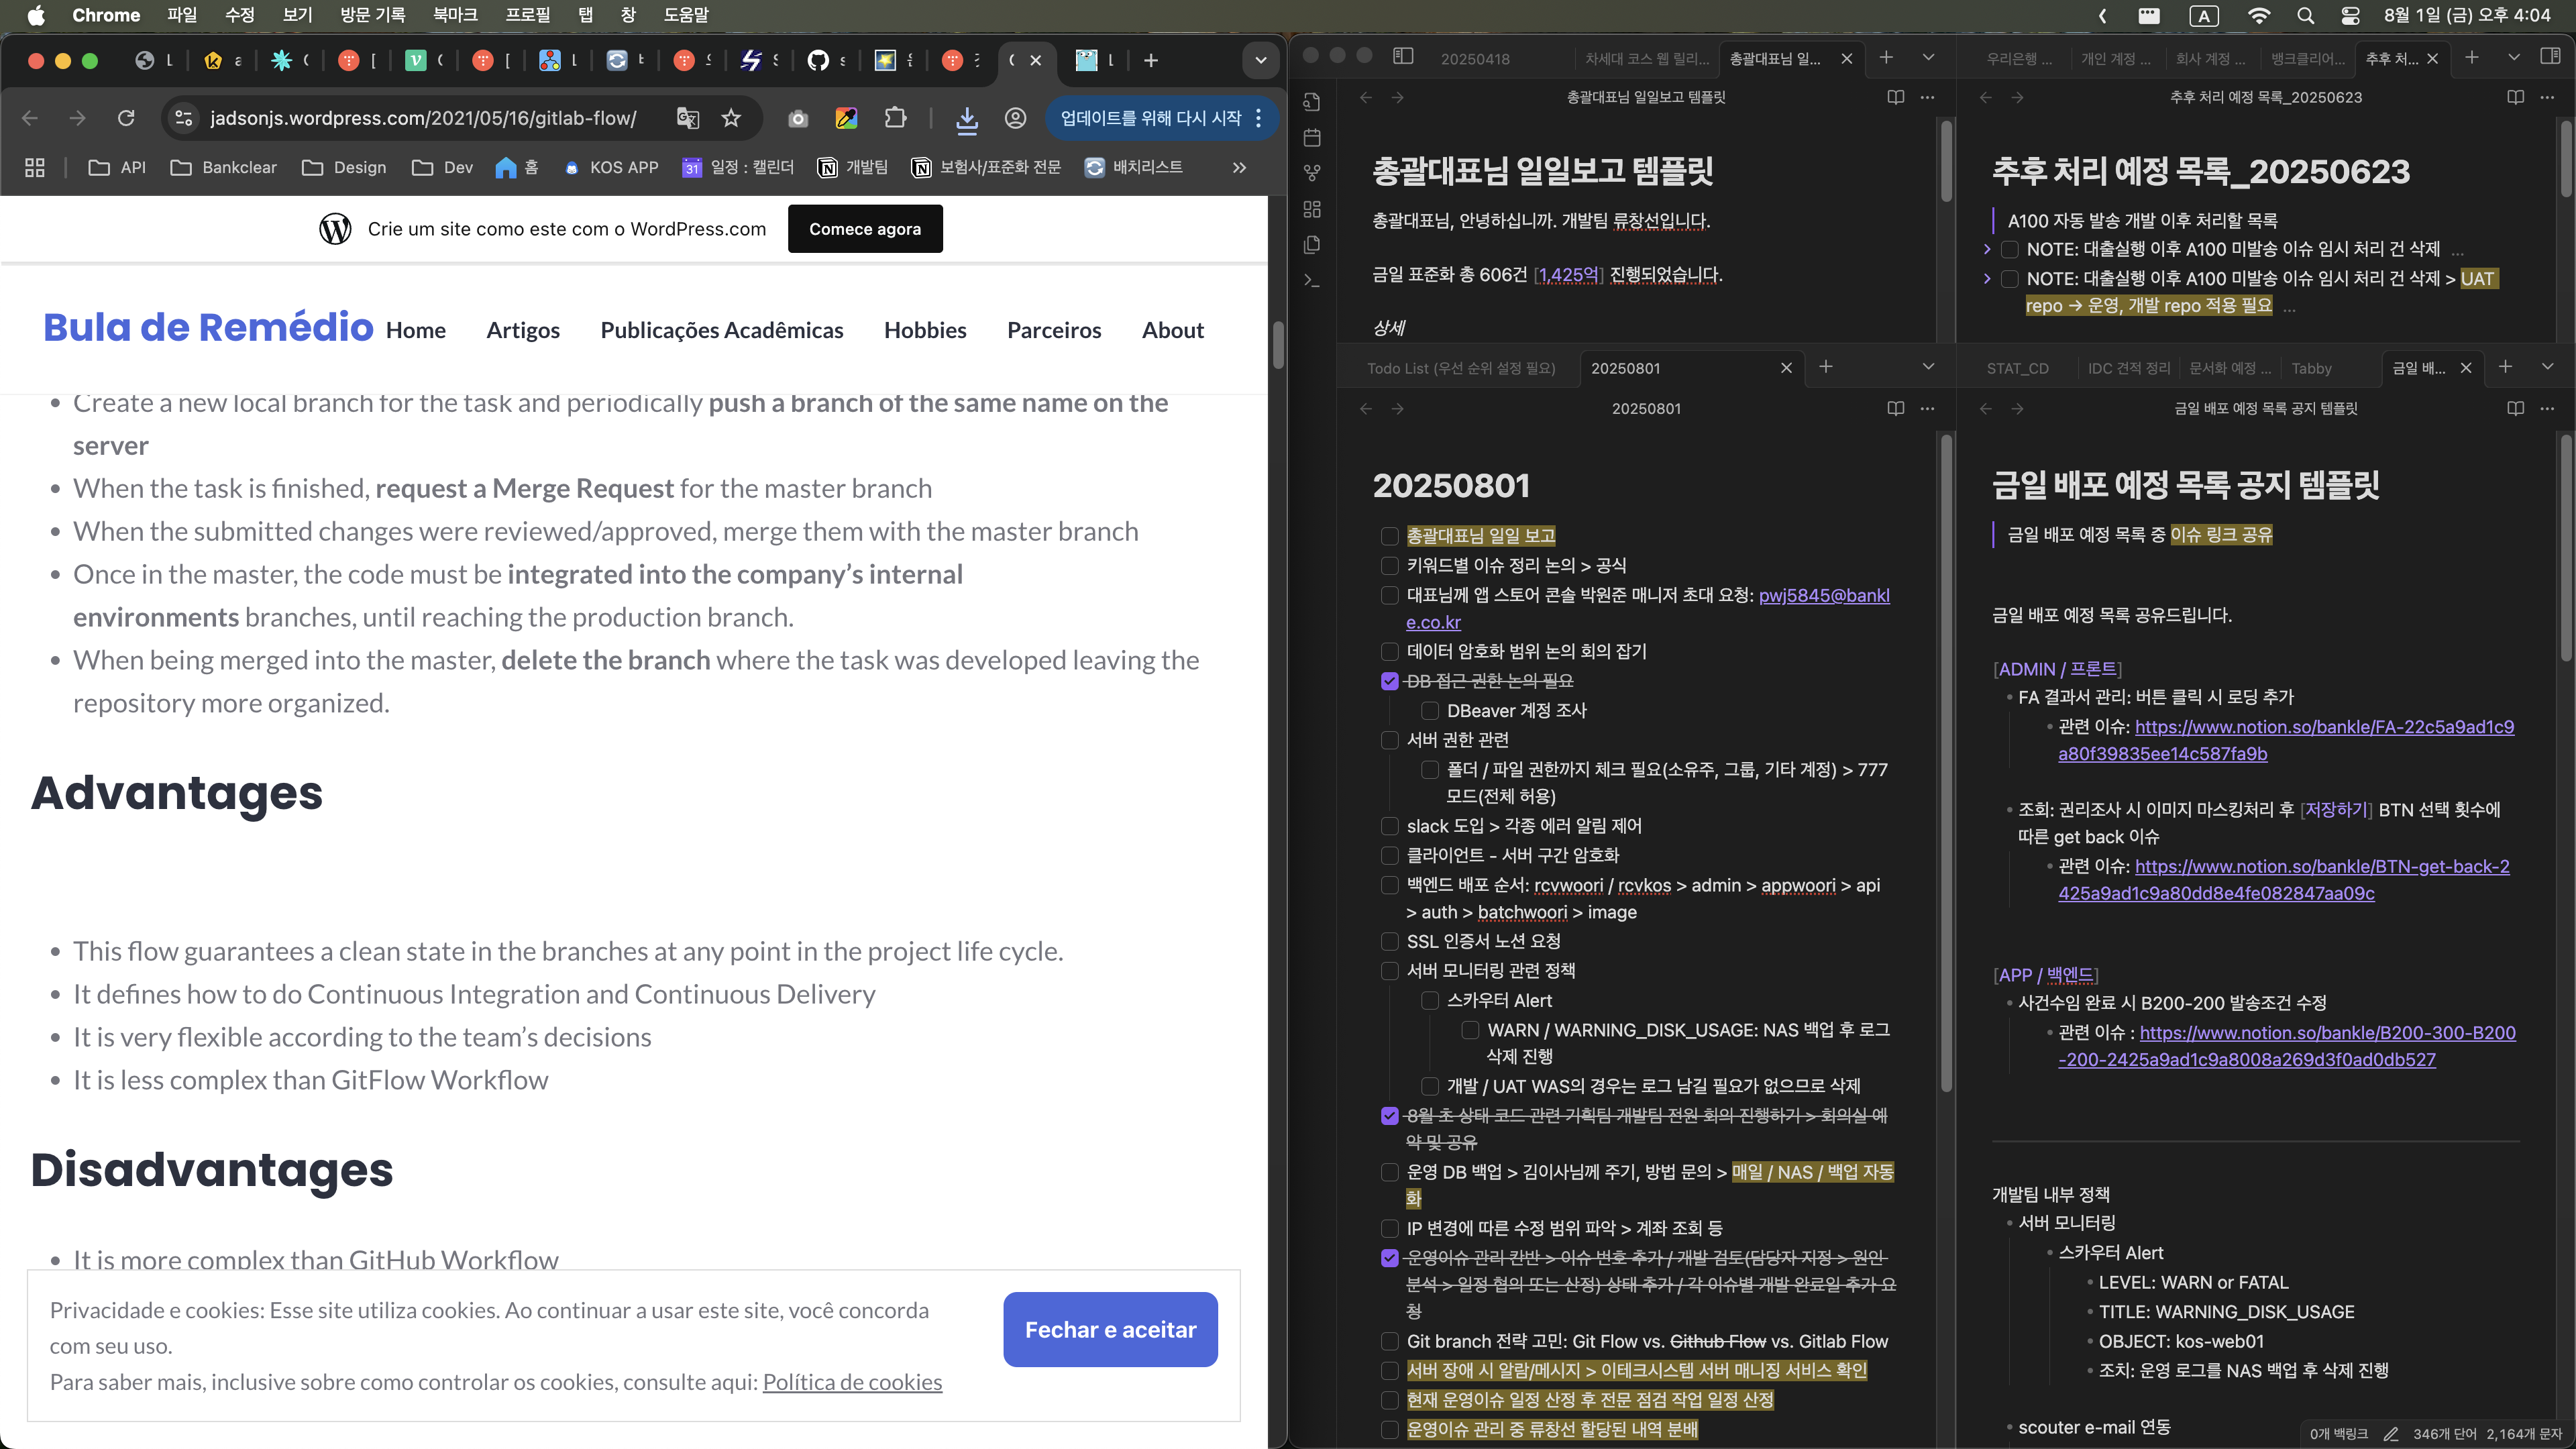 Chrome 파일 수정 보기 방문 기록 북마크 프로필 탭 창 도움말
A 8월 1일 (금) 오후 4:04
jadsonjs.wordpress.com/2021/05/16/gitlab-flow/
업데이트를 위해 다시 시작
API Bankclear Design Dev 홈 KOS APP 31 일정 : 캘린더 개발팀 보험사/표준화 전문 배치리스트
Crie um site como este com o WordPress.com
Comece agora
Bula de Remédio
Home Artigos Publicações Acadêmicas Hobbies Parceiros About
Create a new local branch for the task and periodically push a branch of the same name on the
server
When the task is finished, request a Merge Request for the master branch
When the submitted changes were reviewed/approved, merge them with the master branch
Once in the master, the code must be integrated into the company’s internal
environments branches, until reaching the production branch.
When being merged into the master, delete the branch where the task was developed leaving the
repository more organized.
Advantages
This flow guarantees a clean state in the branches at any point in the project life cycle.
It defines how to do Continuous Integration and Continuous Delivery
It is very flexible according to the team’s decisions
It is less complex than GitFlow Workflow
Disadvantages
It is more complex than GitHub Workflow
Privacidade e cookies: Esse site utiliza cookies. Ao continuar a usar este site, você concorda
com seu uso.
Para saber mais, inclusive sobre como controlar os cookies, consulte aqui: Política de cookies
Fechar e aceitar
20250418 차세대 코스 웹 릴리... 총괄대표님 일...
총괄대표님 일일보고 템플릿
총괄대표님 일일보고 템플릿
총괄대표님, 안녕하십니까. 개발팀 류창선입니다.
금일 표준화 총 606건 [1,425억] 진행되었습니다.
상세
우리은행 ... 개인 계정 ... 회사 계정 ... 뱅크클리어... 추후 처...
추후 처리 예정 목록_20250623
추후 처리 예정 목록_20250623
A100 자동 발송 개발 이후 처리할 목록
NOTE: 대출실행 이후 A100 미발송 이슈 임시 처리 건 삭제 ...
NOTE: 대출실행 이후 A100 미발송 이슈 임시 처리 건 삭제 > UAT
repo → 운영, 개발 repo 적용 필요 ...
Todo List (우선 순위 설정 필요) 20250801
20250801
20250801
총괄대표님 일일 보고
키워드별 이슈 정리 논의 > 공식
대표님께 앱 스토어 콘솔 박원준 매니저 초대 요청: pwj5845@bankl
e.co.kr
데이터 암호화 범위 논의 회의 잡기
DB 접근 권한 논의 필요
DBeaver 계정 조사
서버 권한 관련
폴더 / 파일 권한까지 체크 필요(소유주, 그룹, 기타 계정) > 777
모드(전체 허용)
slack 도입 > 각종 에러 알림 제어
클라이언트 - 서버 구간 암호화
백엔드 배포 순서: rcvwoori / rcvkos > admin > appwoori > api
> auth > batchwoori > image
SSL 인증서 노션 요청
서버 모니터링 관련 정책
스카우터 Alert
WARN / WARNING_DISK_USAGE: NAS 백업 후 로그
삭제 진행
개발 / UAT WAS의 경우는 로그 남길 필요가 없으므로 삭제
8월 초 상태 코드 관련 기획팀 개발팀 전원 회의 진행하기 > 회의실 예
약 및 공유
운영 DB 백업 > 김이사님께 주기, 방법 문의 > 매일 / NAS / 백업 자동
화
IP 변경에 따른 수정 범위 파악 > 계좌 조회 등
운영이슈 관리 칸반 > 이슈 번호 추가 / 개발 검토(담당자 지정 > 원인
분석 > 일정 협의 또는 산정) 상태 추가 / 각 이슈별 개발 완료일 추가 요
청
Git branch 전략 고민: Git Flow vs. Github Flow vs. Gitlab Flow
서버 장애 시 알람/메시지 > 이테크시스템 서버 매니징 서비스 확인
현재 운영이슈 일정 산정 후 전문 점검 작업 일정 산정
운영이슈 관리 중 류창선 할당된 내역 분배
STAT_CD IDC 견적 정리 문서화 예정 ... Tabby 금일 배...
금일 배포 예정 목록 공지 템플릿
금일 배포 예정 목록 공지 템플릿
금일 배포 예정 목록 중 이슈 링크 공유
금일 배포 예정 목록 공유드립니다.
[ADMIN / 프론트]
FA 결과서 관리: 버튼 클릭 시 로딩 추가
관련 이슈: https://www.notion.so/bankle/FA-22c5a9ad1c9
a80f39835ee14c587fa9b
조회: 권리조사 시 이미지 마스킹처리 후 [저장하기] BTN 선택 횟수에
따른 get back 이슈
관련 이슈: https://www.notion.so/bankle/BTN-get-back-2
425a9ad1c9a80dd8e4fe082847aa09c
[APP / 백엔드]
사건수임 완료 시 B200-200 발송조건 수정
관련 이슈 : https://www.notion.so/bankle/B200-300-B200
-200-2425a9ad1c9a8008a269d3f0ad0db527
개발팀 내부 정책
서버 모니터링
스카우터 Alert
LEVEL: WARN or FATAL
TITLE: WARNING_DISK_USAGE
OBJECT: kos-web01
조치: 운영 로그를 NAS 백업 후 삭제 진행
scouter e-mail 연동
0개 백링크 346개 단어 2,164개 문자